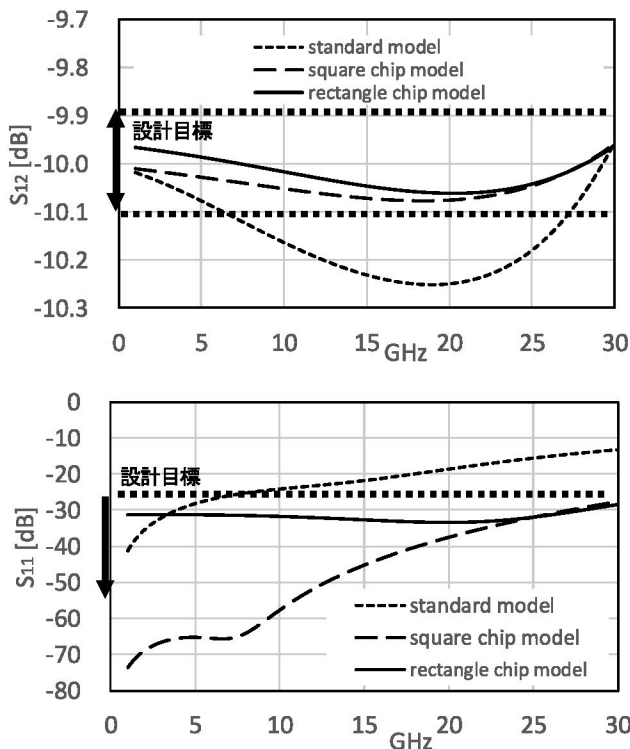 -9.7
-9.8
-9.9
-10.0
-10.1
-10.2
-10.3
S12 [dB]
standard model
square chip model
rectangle chip model
設計目標
0
5
10
15
20
25
30
GHz
0
-10
-20
-30
-40
-50
-60
-70
-80
S11 [dB]
設計目標
standard model
square chip model
rectangle chip model
0
5
10
15
20
25
30
GHz